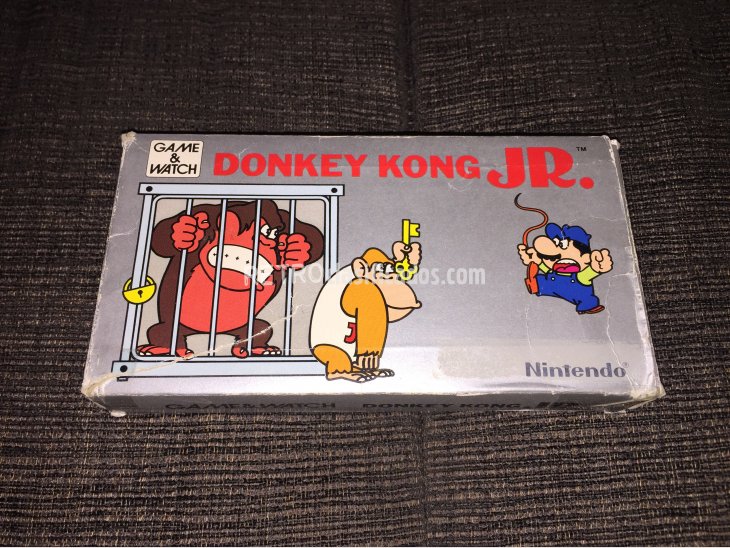 GAME
&
WATCH
DONKEY KONG JR.™
J
Nintendo®
GAME&WATCH DONKEY KONG JR.